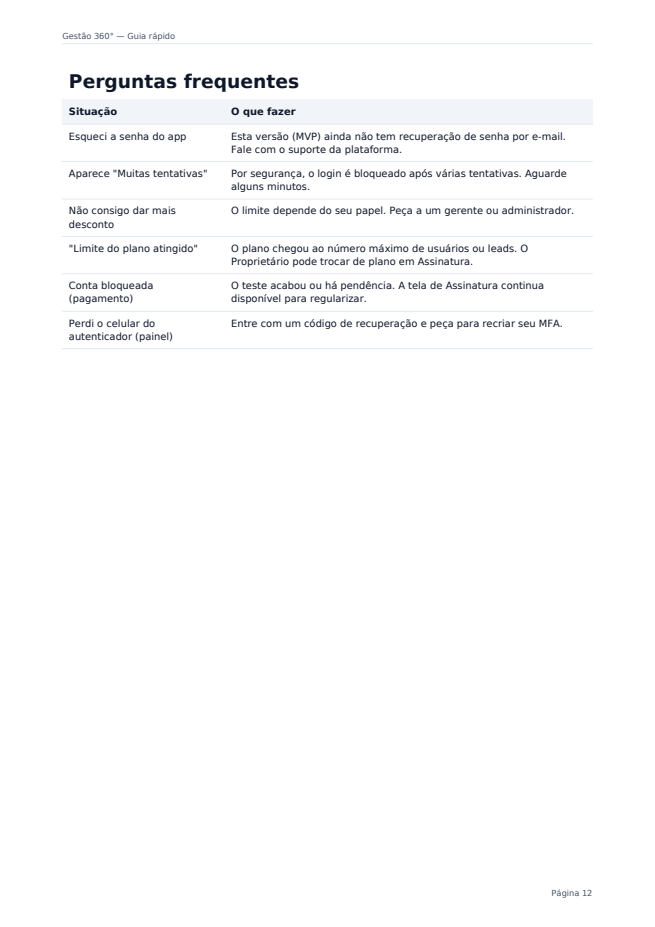 Gestão 360° — Guia rápido
Perguntas frequentes
Situação O que fazer
Esqueci a senha do app Esta versão (MVP) ainda não tem recuperação de senha por e-mail.
Fale com o suporte da plataforma.
Aparece "Muitas tentativas" Por segurança, o login é bloqueado após várias tentativas. Aguarde
alguns minutos.
Não consigo dar mais O limite depende do seu papel. Peça a um gerente ou administrador.
desconto
"Limite do plano atingido" O plano chegou ao número máximo de usuários ou leads. O
Proprietário pode trocar de plano em Assinatura.
Conta bloqueada O teste acabou ou há pendência. A tela de Assinatura continua
(pagamento) disponível para regularizar.
Perdi o celular do Entre com um código de recuperação e peça para recriar seu MFA.
autenticador (painel)
Página 12